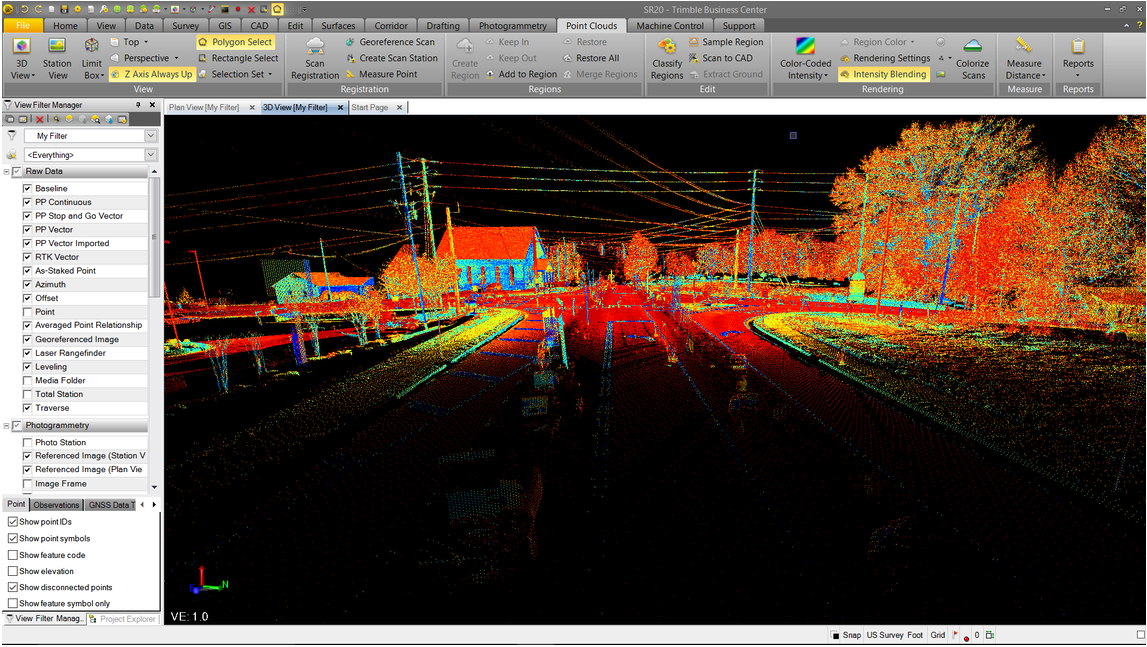 SR20 - Trimble Business Center
File Home View Data Survey GIS CAD Edit Surfaces Corridor Drafting Photogrammetry Point Clouds Machine Control Support
3D View
Station View
Limit Box
Top
Perspective
Z Axis Always Up
Polygon Select
Rectangle Select
Selection Set
View
Scan Registration
Georeference Scan
Create Scan Station
Measure Point
Registration
Create Region
Keep In
Keep Out
Add to Region
Restore
Restore All
Merge Regions
Regions
Classify Regions
Sample Region
Scan to CAD
Extract Ground
Edit
Color-Coded Intensity
Region Color
Rendering Settings
Intensity Blending
Colorize Scans
Rendering
Measure Distance
Measure
Reports
Reports
View Filter Manager
Plan View [My Filter] 3D View [My Filter] Start Page
My Filter
<Everything>
Raw Data
Baseline
PP Continuous
PP Stop and Go Vector
PP Vector
PP Vector Imported
RTK Vector
As-Staked Point
Azimuth
Offset
Point
Averaged Point Relationship
Georeferenced Image
Laser Rangefinder
Leveling
Media Folder
Total Station
Traverse
Photogrammetry
Photo Station
Referenced Image (Station V
Referenced Image (Plan Vie
Image Frame
Point Observations GNSS Data T
Show point IDs
Show point symbols
Show feature code
Show elevation
Show disconnected points
Show feature symbol only
View Filter Manag... Project Explorer
N
VE: 1.0
Snap US Survey Foot Grid 0